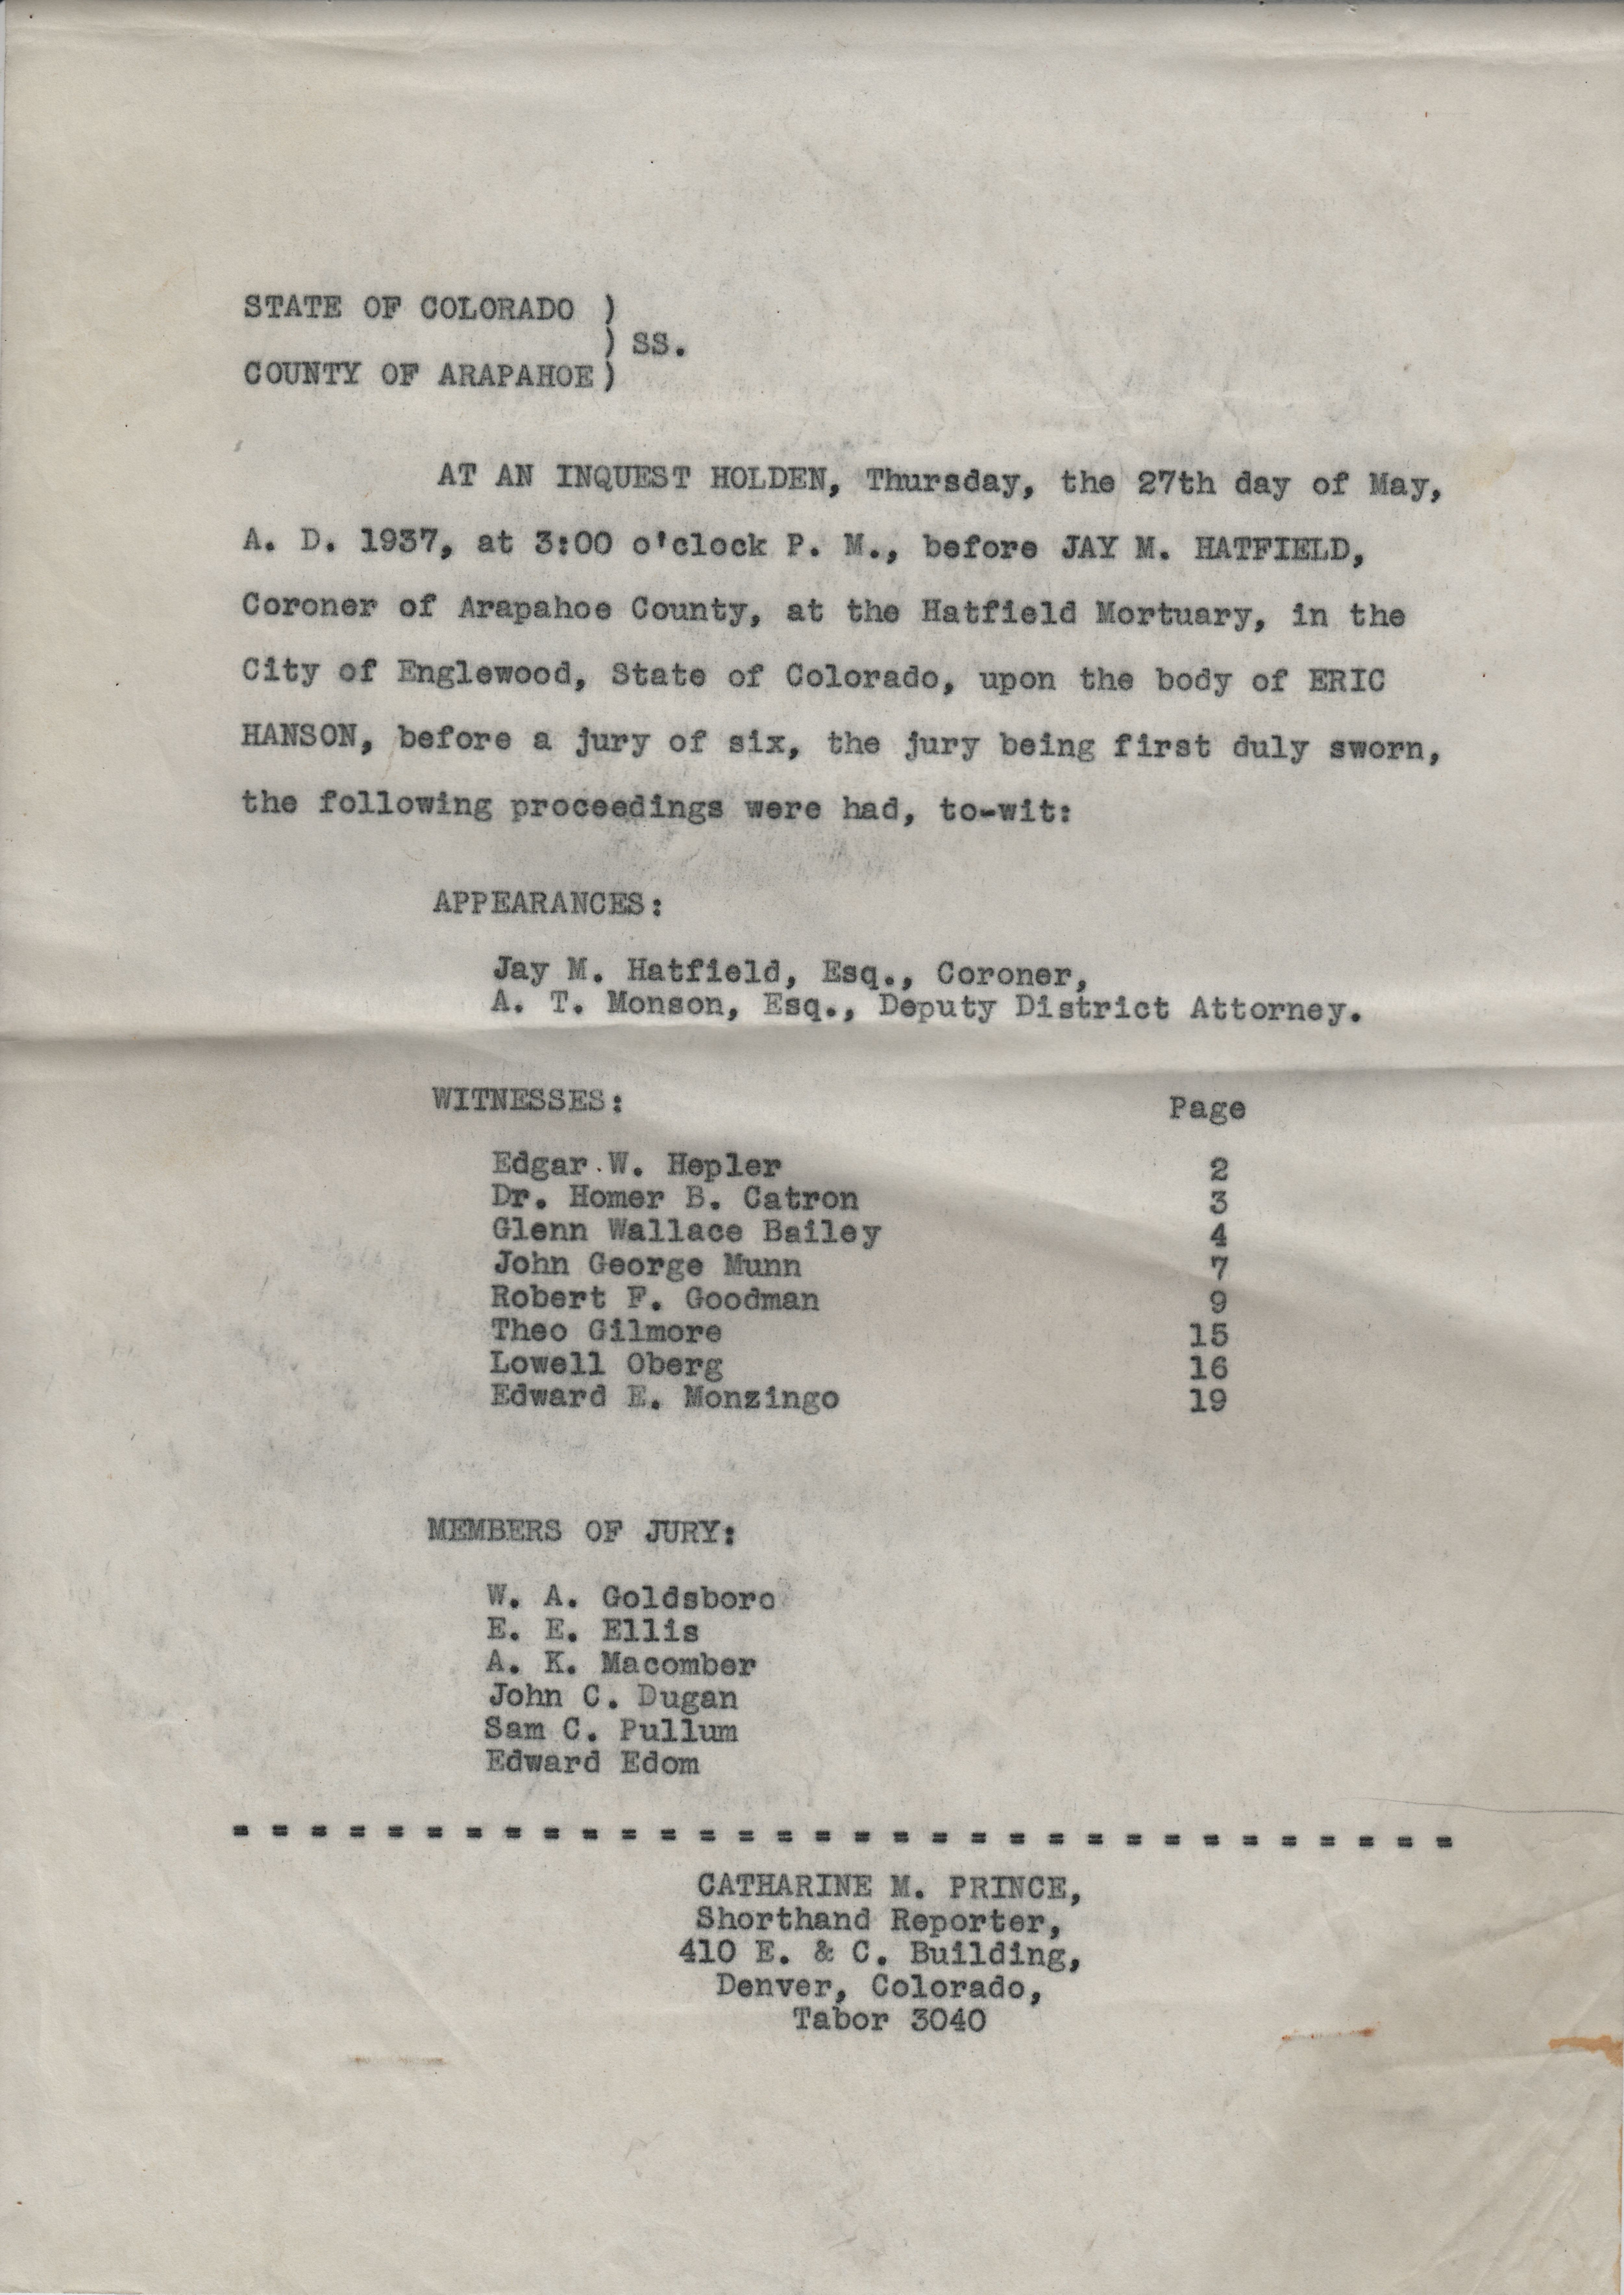 STATE OF COLORADO )
) SS.
COUNTY OF ARAPAHOE)
AT AN INQUEST HOLDEN, Thursday, the 27th day of May,
A. D. 1937, at 3:00 o'clock P. M., before JAY M. HATFIELD,
Coroner of Arapahoe County, at the Hatfield Mortuary, in the
City of Englewood, State of Colorado, upon the body of ERIC
HANSON, before a jury of six, the jury being first duly sworn,
the following proceedings were had, to-wit:
APPEARANCES:
Jay M. Hatfield, Esq., Coroner,
A. T. Monson, Esq., Deputy District Attorney.
WITNESSES: Page
Edgar W. Hepler 2
Dr. Homer B. Catron 3
Glenn Wallace Bailey 4
John George Munn 7
Robert F. Goodman 9
Theo Gilmore 15
Lowell Oberg 16
Edward E. Monzingo 19
MEMBERS OF JURY:
W. A. Goldsboro
E. E. Ellis
A. K. Macomber
John C. Dugan
Sam C. Pullum
Edward Edom
= = = = = = = = = = = = = = = = = = = = = = = = = = = = = = = =
CATHARINE M. PRINCE,
Shorthand Reporter,
410 E. & C. Building,
Denver, Colorado,
Tabor 3040